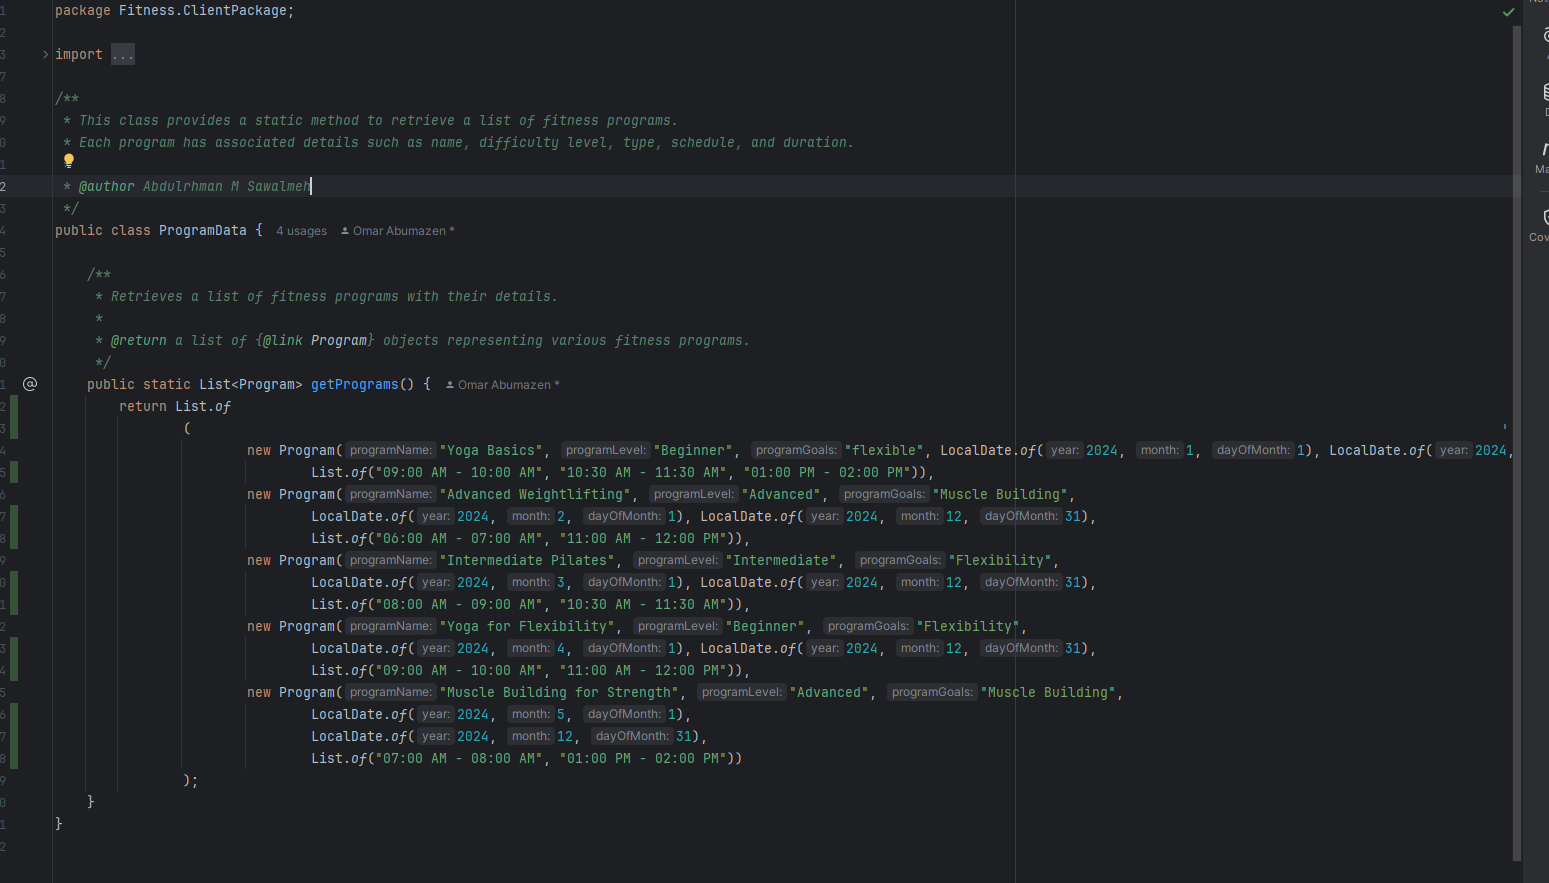 package Fitness.ClientPackage;
import ...
/**
* This class provides a static method to retrieve a list of fitness programs.
* Each program has associated details such as name, difficulty level, type, schedule, and duration.
* @author Abdulrhman M Sawalmeh
*/
public class ProgramData { 4 usages Omar Abumazen *
/**
* Retrieves a list of fitness programs with their details.
*
* @return a list of {@link Program} objects representing various fitness programs.
*/
public static List<Program> getPrograms() { Omar Abumazen *
return List.of
(
new Program( programName: "Yoga Basics", programLevel: "Beginner", programGoals: "flexible", LocalDate.of( year: 2024, month: 1, dayOfMonth: 1), LocalDate.of( year: 2024,
List.of("09:00 AM - 10:00 AM", "10:30 AM - 11:30 AM", "01:00 PM - 02:00 PM")),
new Program( programName: "Advanced Weightlifting", programLevel: "Advanced", programGoals: "Muscle Building",
LocalDate.of( year: 2024, month: 2, dayOfMonth: 1), LocalDate.of( year: 2024, month: 12, dayOfMonth: 31),
List.of("06:00 AM - 07:00 AM", "11:00 AM - 12:00 PM")),
new Program( programName: "Intermediate Pilates", programLevel: "Intermediate", programGoals: "Flexibility",
LocalDate.of( year: 2024, month: 3, dayOfMonth: 1), LocalDate.of( year: 2024, month: 12, dayOfMonth: 31),
List.of("08:00 AM - 09:00 AM", "10:30 AM - 11:30 AM")),
new Program( programName: "Yoga for Flexibility", programLevel: "Beginner", programGoals: "Flexibility",
LocalDate.of( year: 2024, month: 4, dayOfMonth: 1), LocalDate.of( year: 2024, month: 12, dayOfMonth: 31),
List.of("09:00 AM - 10:00 AM", "11:00 AM - 12:00 PM")),
new Program( programName: "Muscle Building for Strength", programLevel: "Advanced", programGoals: "Muscle Building",
LocalDate.of( year: 2024, month: 5, dayOfMonth: 1),
LocalDate.of( year: 2024, month: 12, dayOfMonth: 31),
List.of("07:00 AM - 08:00 AM", "01:00 PM - 02:00 PM"))
);
}
}